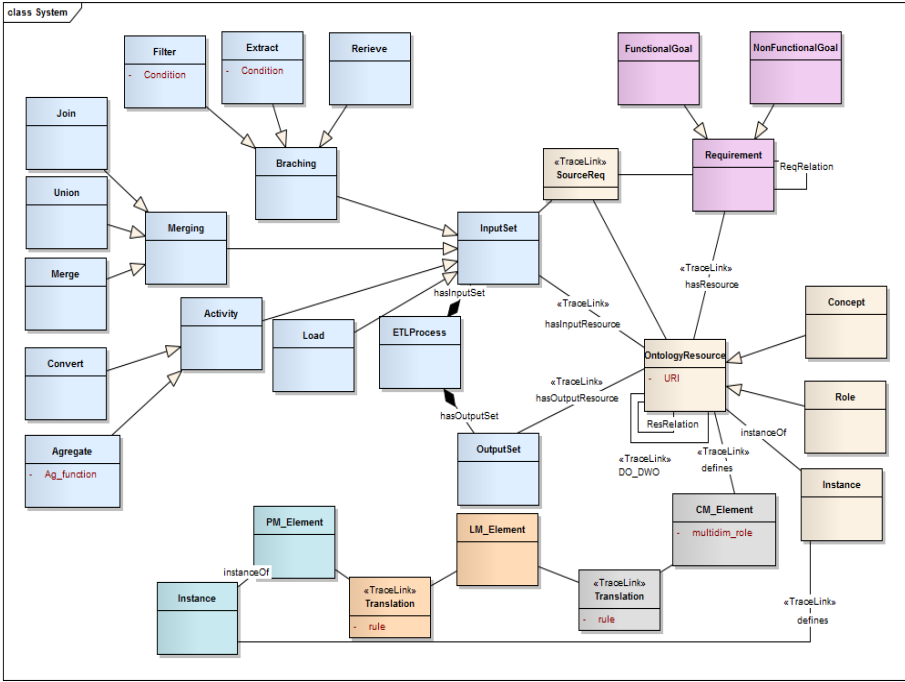 class System
Filter
- Condition
Extract
- Condition
Rerieve
FunctionalGoal
NonFunctionalGoal
Join
Union
Merge
Merging
Braching
«TraceLink»
SourceReq
Requirement
ReqRelation
InputSet
«TraceLink»
hasResource
hasInputSet
«TraceLink»
hasInputResource
Concept
Activity
Load
ETLProcess
Convert
OntologyResource
- URI
Role
«TraceLink»
hasOutputResource
hasOutputSet
ResRelation
instanceOf
Agregate
- Ag_function
OutputSet
«TraceLink»
DO_DWO
«TraceLink»
defines
Instance
PM_Element
LM_Element
CM_Element
- multidim_role
instanceOf
Instance
«TraceLink»
Translation
- rule
«TraceLink»
Translation
- rule
«TraceLink»
defines